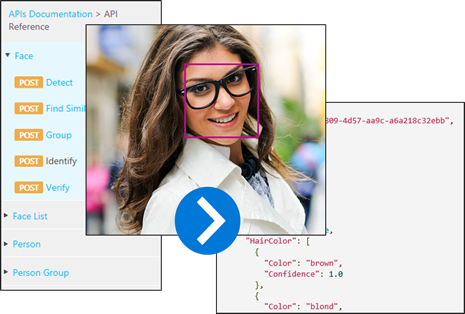 APIs Documentation > API
Reference
Face
POST Detect
POST Find Simil
POST Group
POST Identify
POST Verify
Face List
Person
Person Group
309-4d57-aa9c-a6a218c32ebb",
"HairColor": [
{
"Color": "brown",
"Confidence": 1.0
},
{
"Color": "blond",